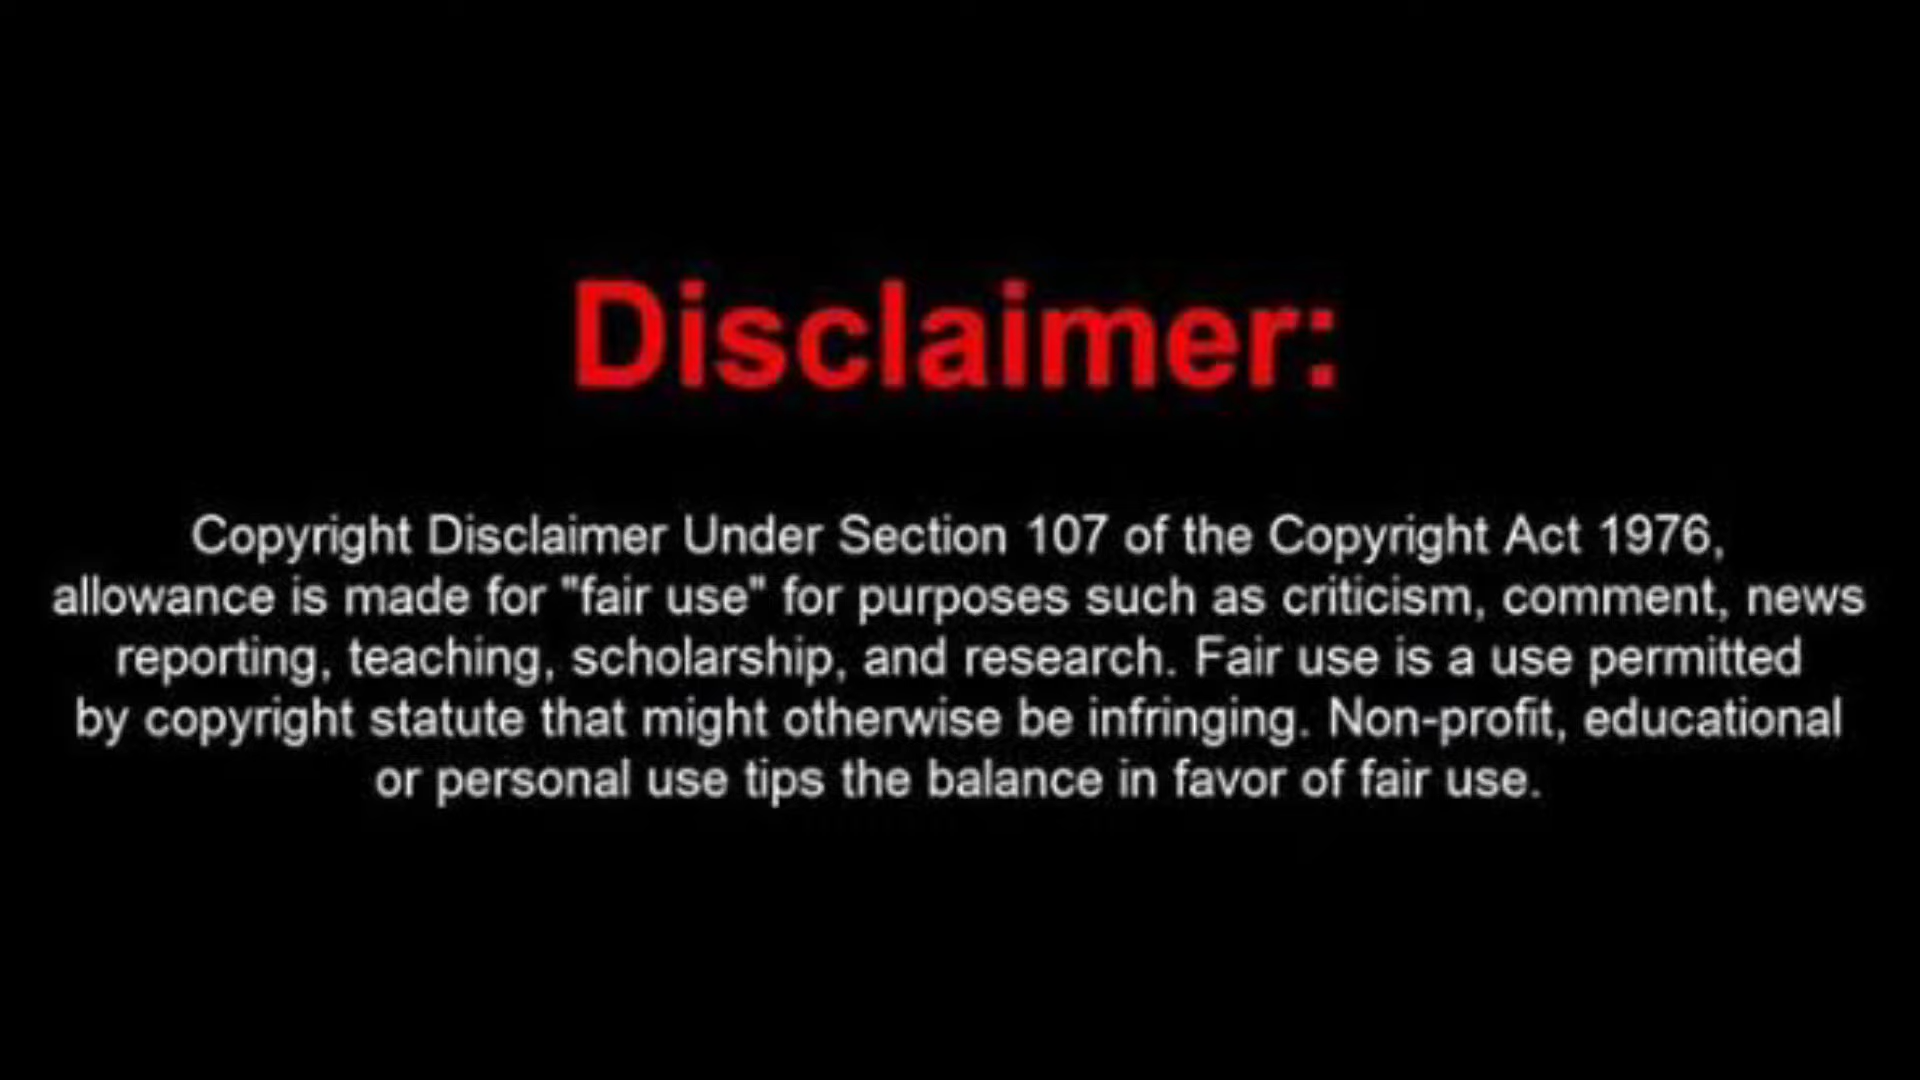 Disclaimer:
Copyright Disclaimer Under Section 107 of the Copyright Act 1976,
allowance is made for "fair use" for purposes such as criticism, comment, news
reporting, teaching, scholarship, and research. Fair use is a use permitted
by copyright statute that might otherwise be infringing. Non-profit, educational
or personal use tips the balance in favor of fair use.